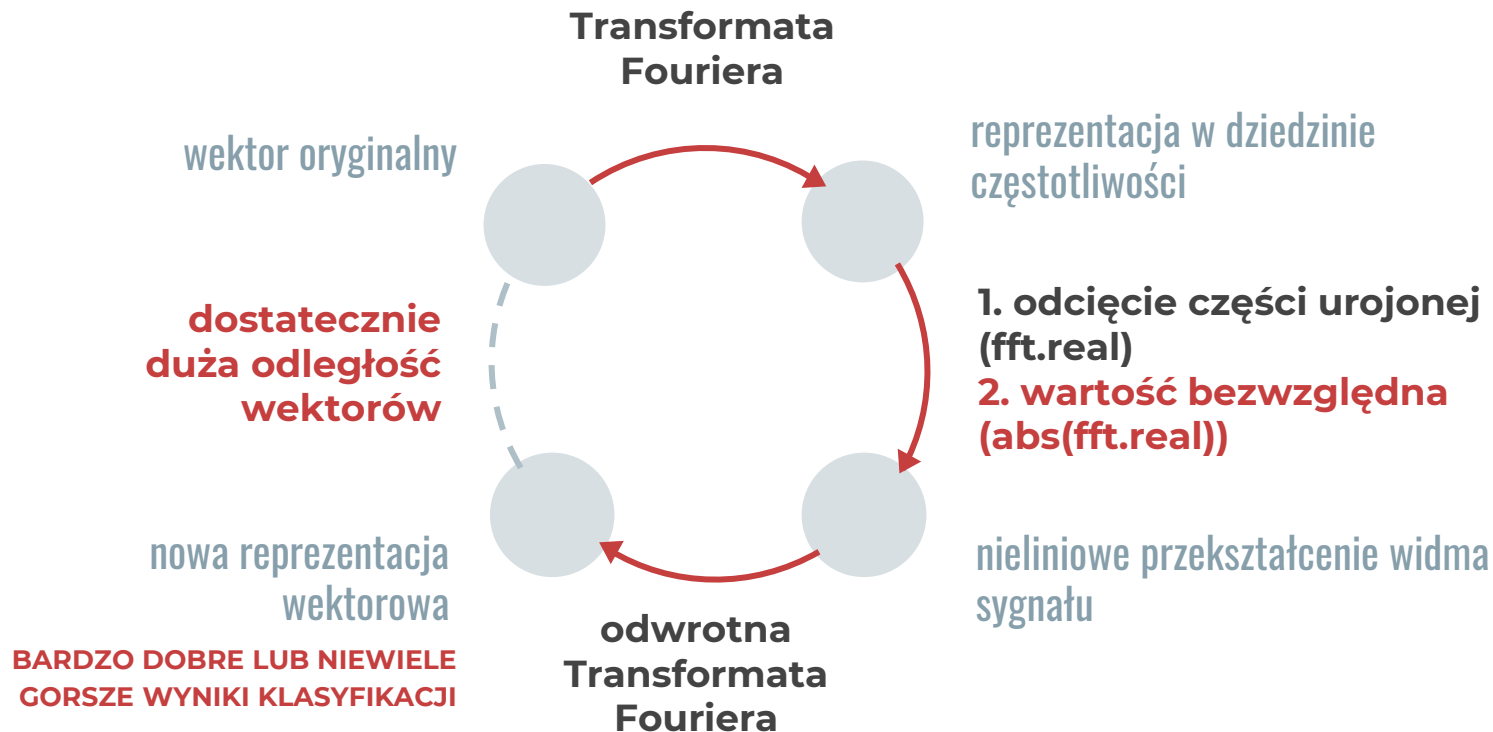 Transformata
Fouriera
wektor oryginalny
reprezentacja w dziedzinie
częstotliwości
dostatecznie
duża odległość
wektorów
1. odcięcie części urojonej
(fft.real)
2. wartość bezwzględna
(abs(fft.real))
nowa reprezentacja
wektorowa
BARDZO DOBRE LUB NIEWIELE
GORSZE WYNIKI KLASYFIKACJI
nieliniowe przekształcenie widma
sygnału
odwrotna
Transformata
Fouriera